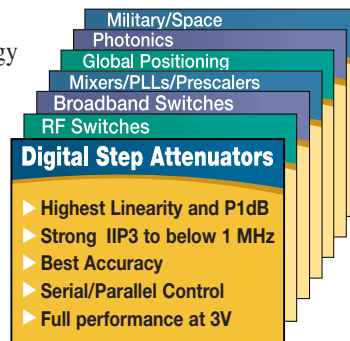 gy
Military/Space
Photonics
Global Positioning
Mixers/PLLs/Prescalers
Broadband Switches
RF Switches
Digital Step Attenuators
Highest Linearity and P1dB
Strong IIP3 to below 1 MHz
Best Accuracy
Serial/Parallel Control
Full performance at 3V